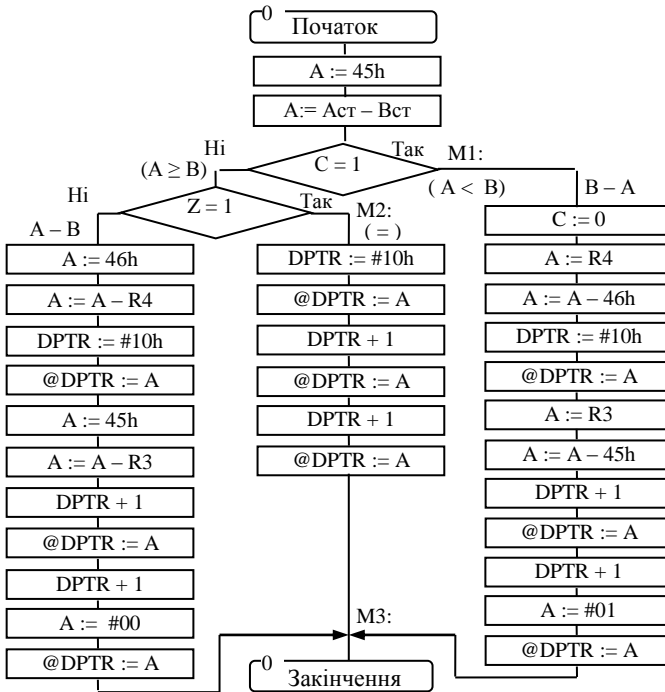 0
Початок
A := 45h
A:= Aст – Bст
Ні
Так
M1:
C = 1
(A ≥ B)
( A < B)
B – A
Ні
Z = 1
Так
M2:
( = )
A – B
A := 46h
A := A – R4
DPTR := #10h
@DPTR := A
A := 45h
A := A – R3
DPTR + 1
@DPTR := A
DPTR + 1
A := #00
@DPTR := A
DPTR := #10h
@DPTR := A
DPTR + 1
@DPTR := A
DPTR + 1
@DPTR := A
C := 0
A := R4
A := A – 46h
DPTR := #10h
@DPTR := A
A := R3
A := A – 45h
DPTR + 1
@DPTR := A
DPTR + 1
A := #01
@DPTR := A
M3:
0
Закінчення